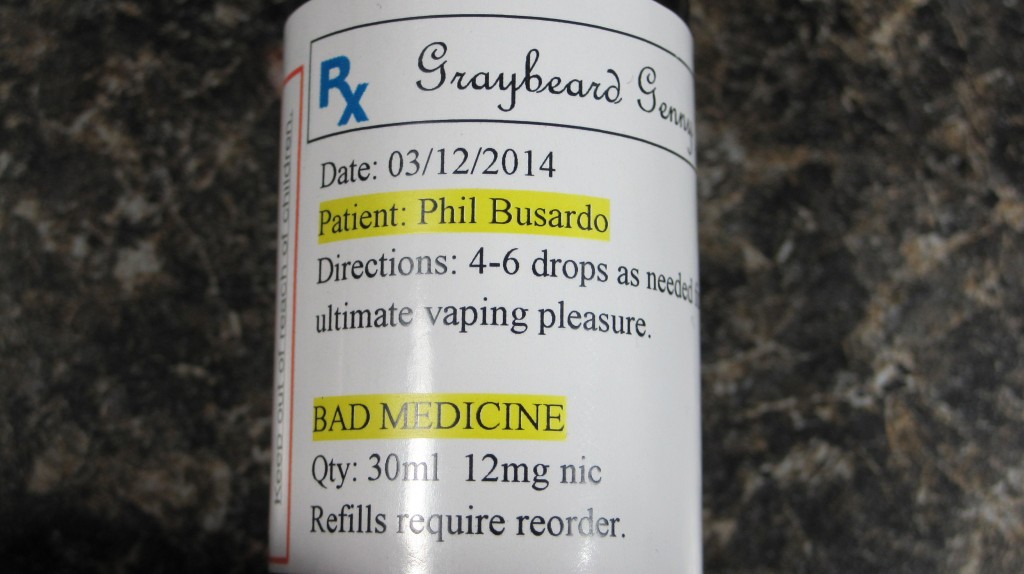 Rx Graybeard Genny
Date: 03/12/2014
Patient: Phil Busardo
Directions: 4-6 drops as needed
ultimate vaping pleasure.
BAD MEDICINE
Qty: 30ml 12mg nic
Refills require reorder.
Keep out of reach of children.